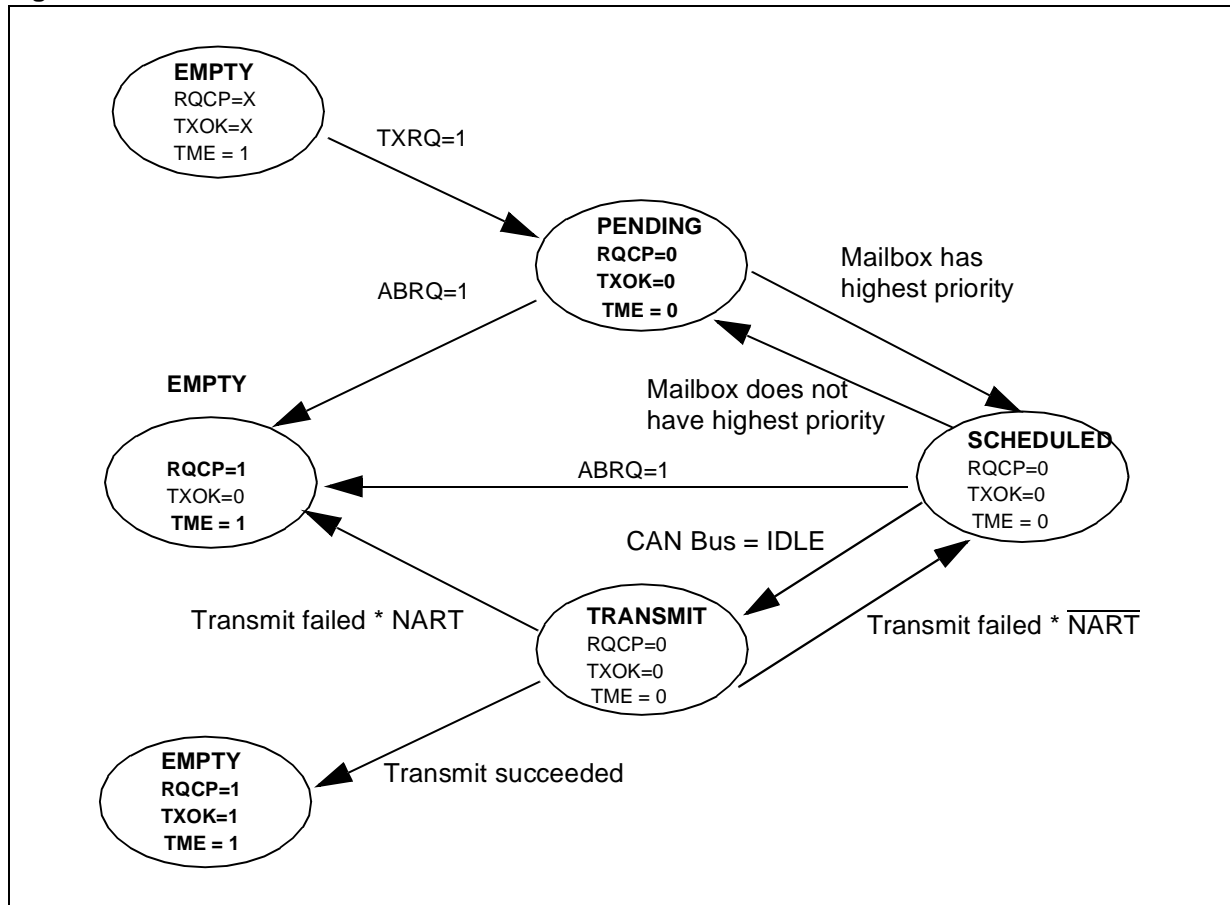 EMPTY
RQCP=X
TXOK=X
TME = 1
TXRQ=1
PENDING
RQCP=0
TXOK=0
TME = 0
Mailbox has
highest priority
ABRQ=1
EMPTY
RQCP=1
TXOK=0
TME = 1
Mailbox does not
have highest priority
SCHEDULED
RQCP=0
TXOK=0
TME = 0
ABRQ=1
CAN Bus = IDLE
Transmit failed * NART
TRANSMIT
RQCP=0
TXOK=0
TME = 0
Transmit failed * N̅A̅R̅T̅
Transmit succeeded
EMPTY
RQCP=1
TXOK=1
TME = 1